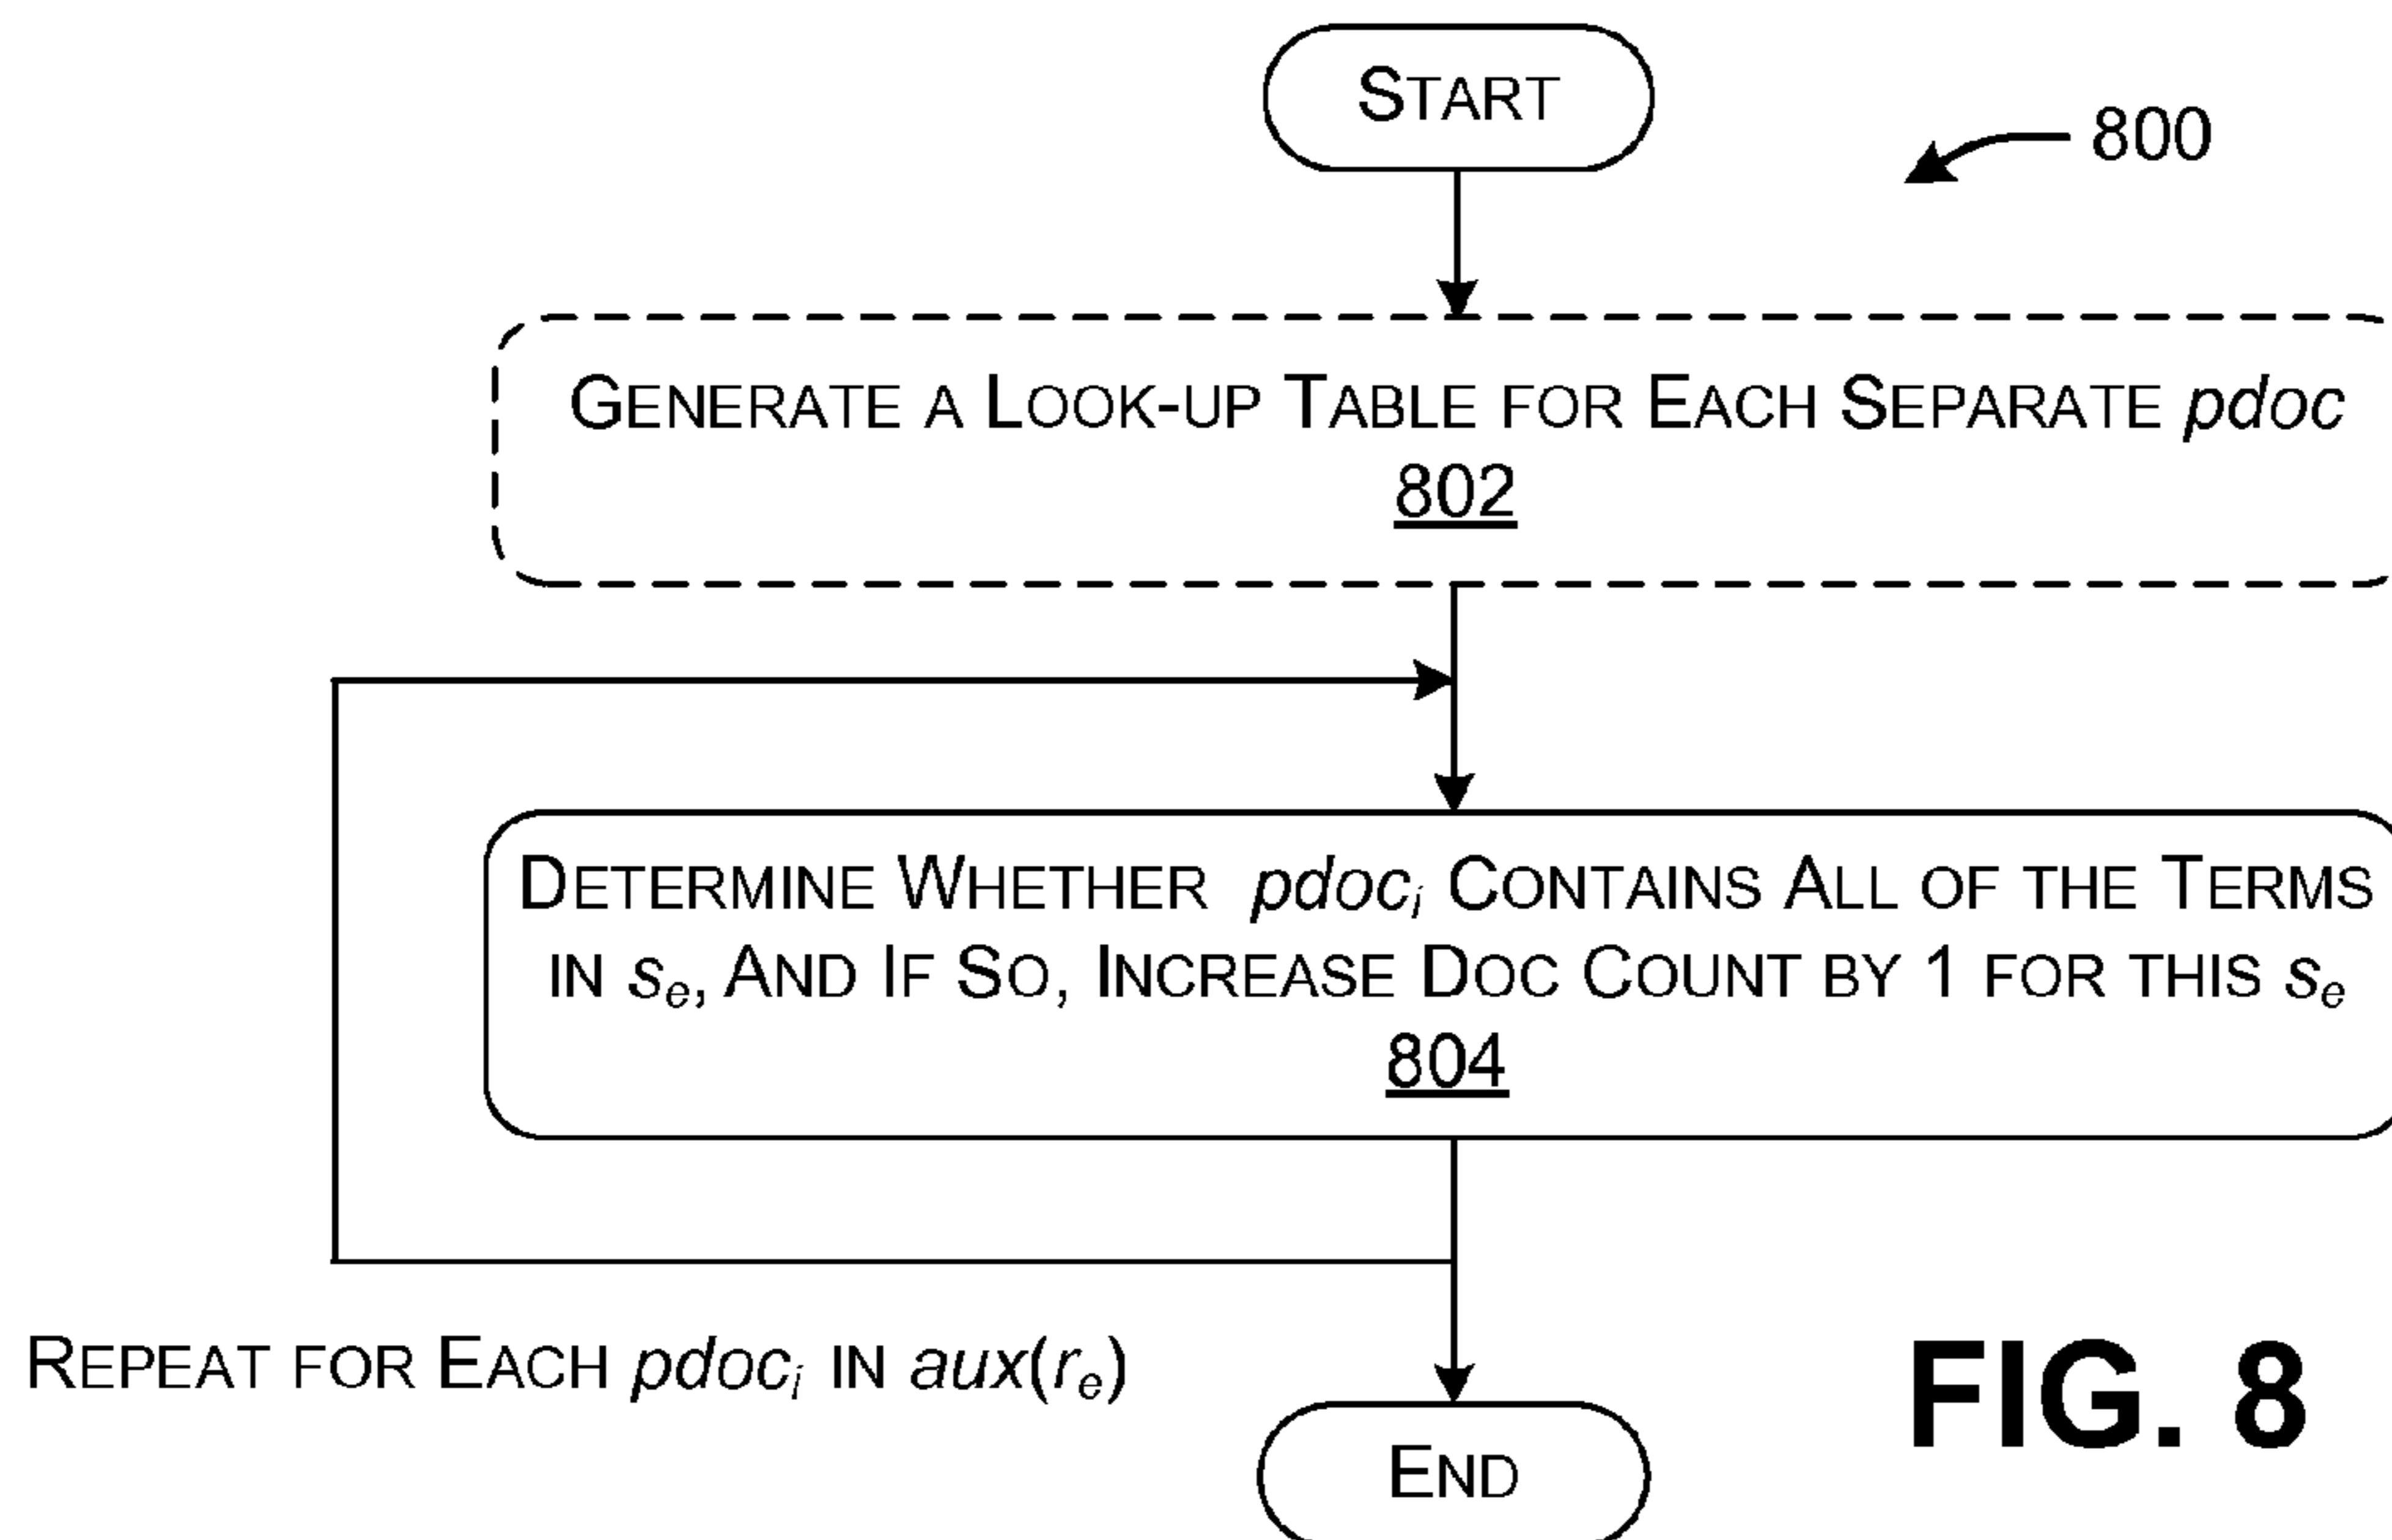 START
800
GENERATE A LOOK-UP TABLE FOR EACH SEPARATE pdoc
802
DETERMINE WHETHER pdocᵢ CONTAINS ALL OF THE TERMS
IN sₑ, AND IF SO, INCREASE DOC COUNT BY 1 FOR THIS sₑ
804
REPEAT FOR EACH pdocᵢ IN aux(rₑ)
END
FIG. 8